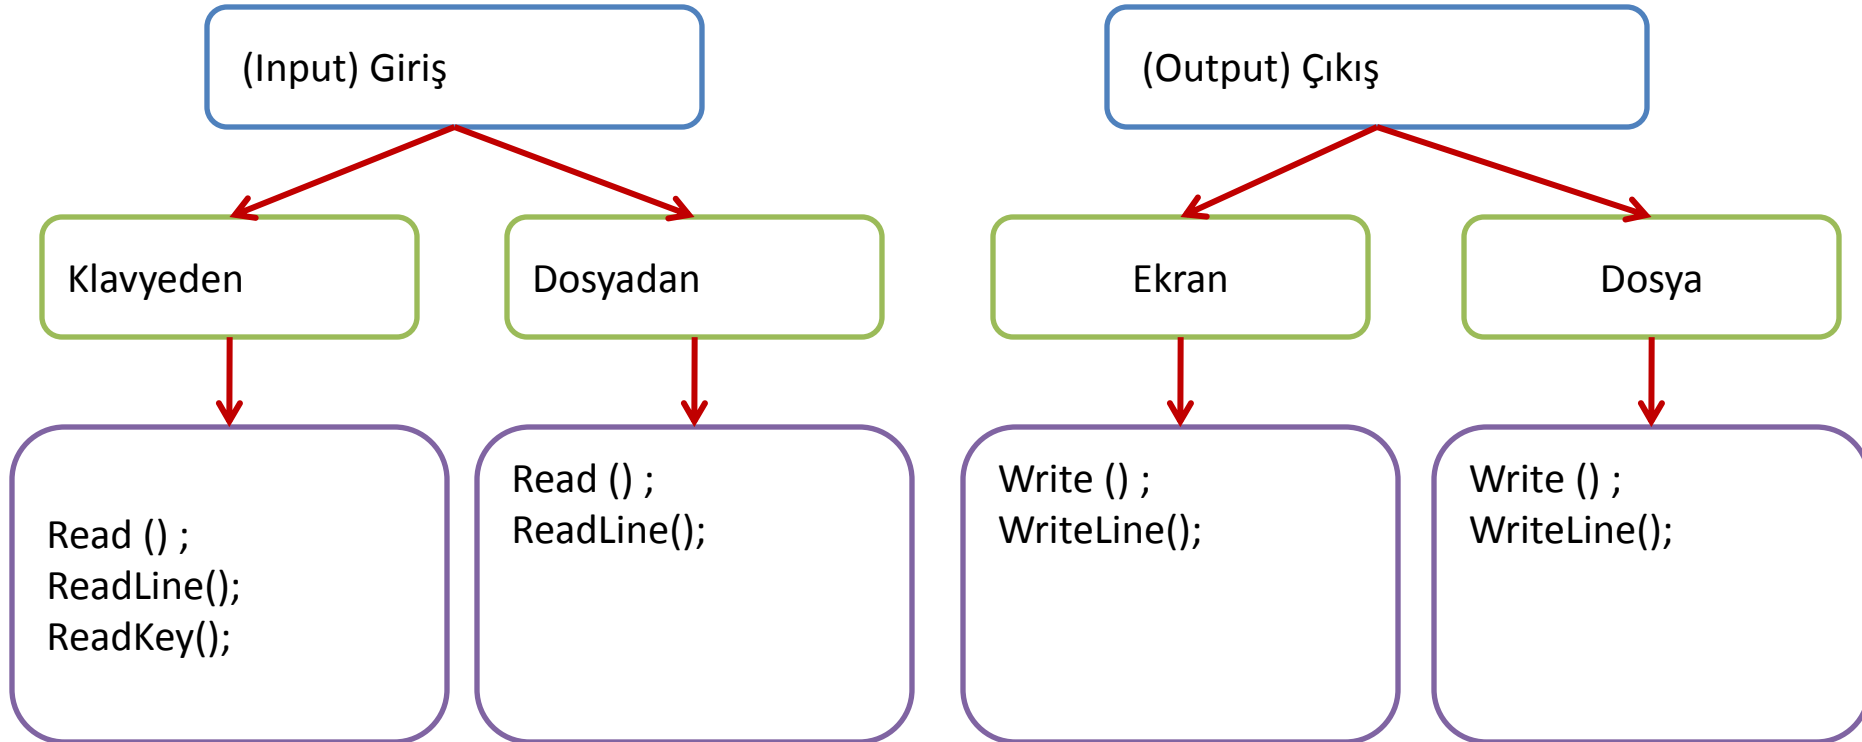 (Input) Giriş
(Output) Çıkış
Klavyeden
Dosyadan
Ekran
Dosya
Read () ;
ReadLine();
ReadKey();
Read () ;
ReadLine();
Write () ;
WriteLine();
Write () ;
WriteLine();